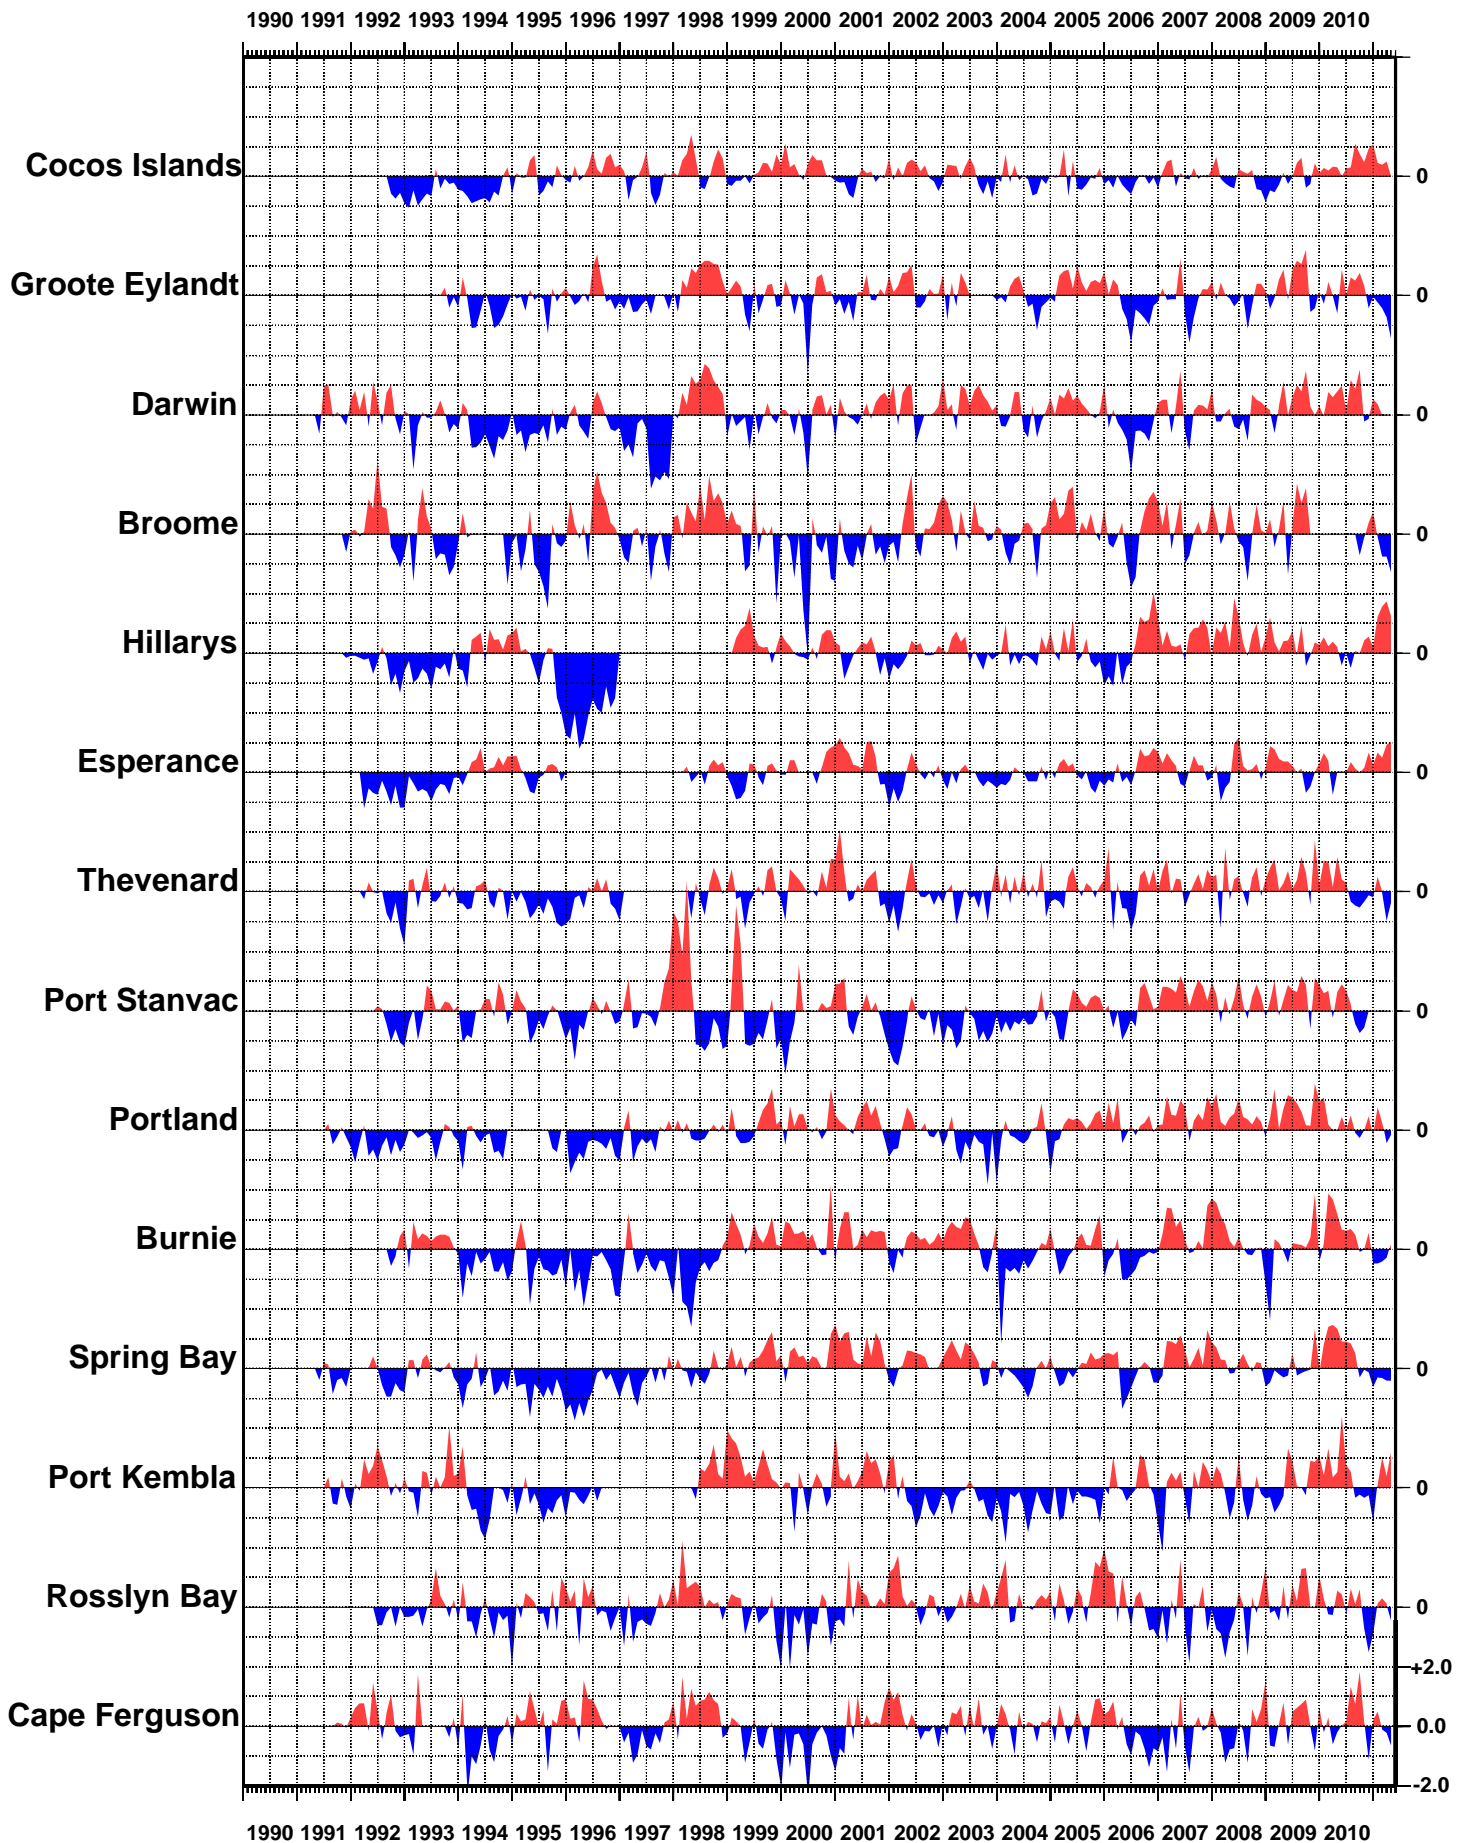 1990 1991 1992 1993 1994 1995 1996 1997 1998 1999 2000 2001 2002 2003 2004 2005 2006 2007 2008 2009 2010
Cocos Islands 0
Groote Eylandt 0
Darwin
Broome 0
Hillarys 0
Esperance 0
Thevenard 0
Port Stanvac 0
Portland 0
Burnie 0
Spring Bay 0
Port Kembla 0
Rosslyn Bay 0
+2.0
Cape Ferguson 0.0
-2.0
1990 1991 1992 1993 1994 1995 1996 1997 1998 1999 2000 2001 2002 2003 2004 2005 2006 2007 2008 2009 2010